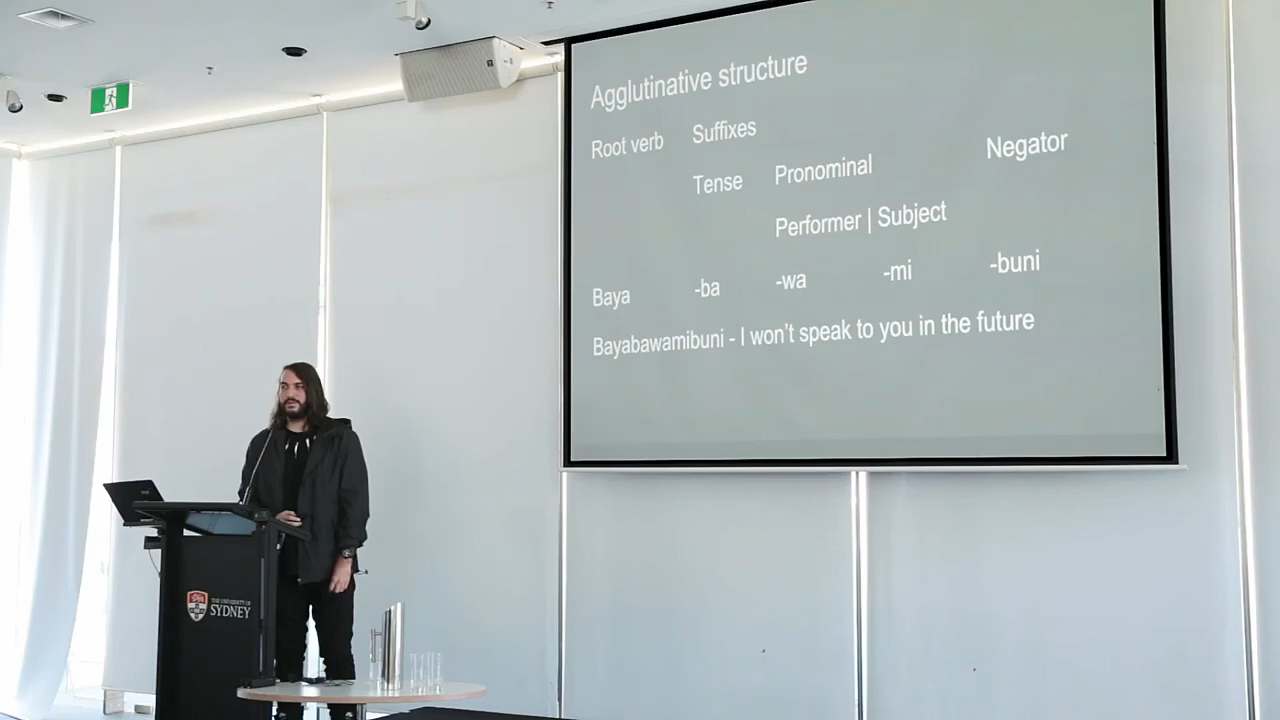 Agglutinative structure
Root verb Suffixes Negator
Tense Pronominal
Performer | Subject
Baya -ba -wa -mi -buni
Bayabawamibuni - I won't speak to you in the future
THE UNIVERSITY OF
SYDNEY